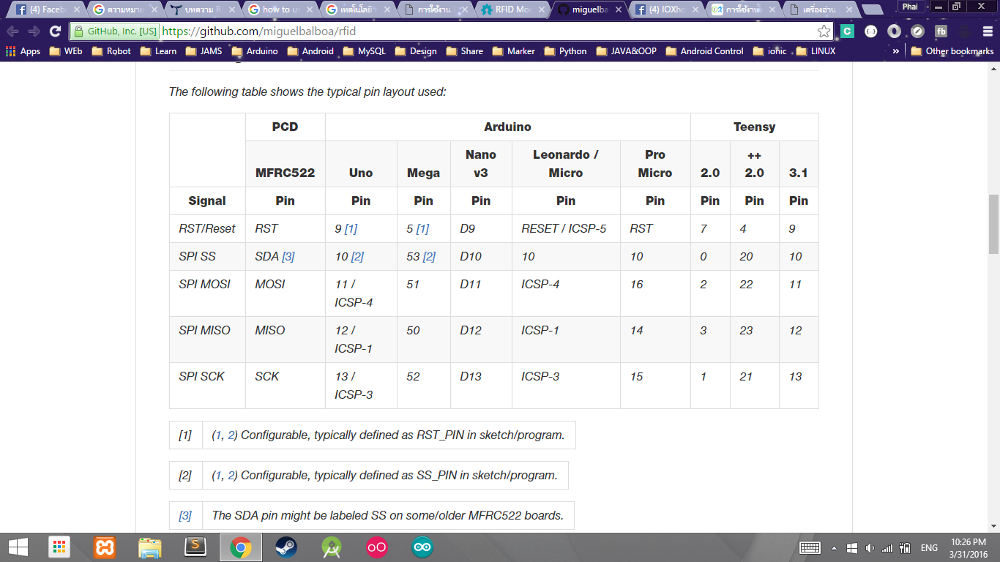 (4) Faceb
ความหมาย
บทความ R
how to u
เทคโนโลยี
การใช้งาน
RFID Mo
miguelba
(4) IOXho
การใช้งาน
เครื่องอ่าน
Phai
GitHub, Inc. [US] https://github.com/miguelbalboa/rfid
Apps WEb Robot Learn JAMS Arduino Android MySQL Design Share Marker Python JAVA&OOP Android Control ionic LINUX » Other bookmarks
The following table shows the typical pin layout used:
PCD Arduino Teensy
MFRC522 Uno Mega Nano v3 Leonardo / Micro Pro Micro 2.0 ++ 2.0 3.1
Signal Pin Pin Pin Pin Pin Pin Pin Pin Pin
RST/Reset RST 9 [1] 5 [1] D9 RESET / ICSP-5 RST 7 4 9
SPI SS SDA [3] 10 [2] 53 [2] D10 10 10 0 20 10
SPI MOSI MOSI 11 / ICSP-4 51 D11 ICSP-4 16 2 22 11
SPI MISO MISO 12 / ICSP-1 50 D12 ICSP-1 14 3 23 12
SPI SCK SCK 13 / ICSP-3 52 D13 ICSP-3 15 1 21 13
[1] (1, 2) Configurable, typically defined as RST_PIN in sketch/program.
[2] (1, 2) Configurable, typically defined as SS_PIN in sketch/program.
[3] The SDA pin might be labeled SS on some/older MFRC522 boards.
ENG
10:26 PM
3/31/2016